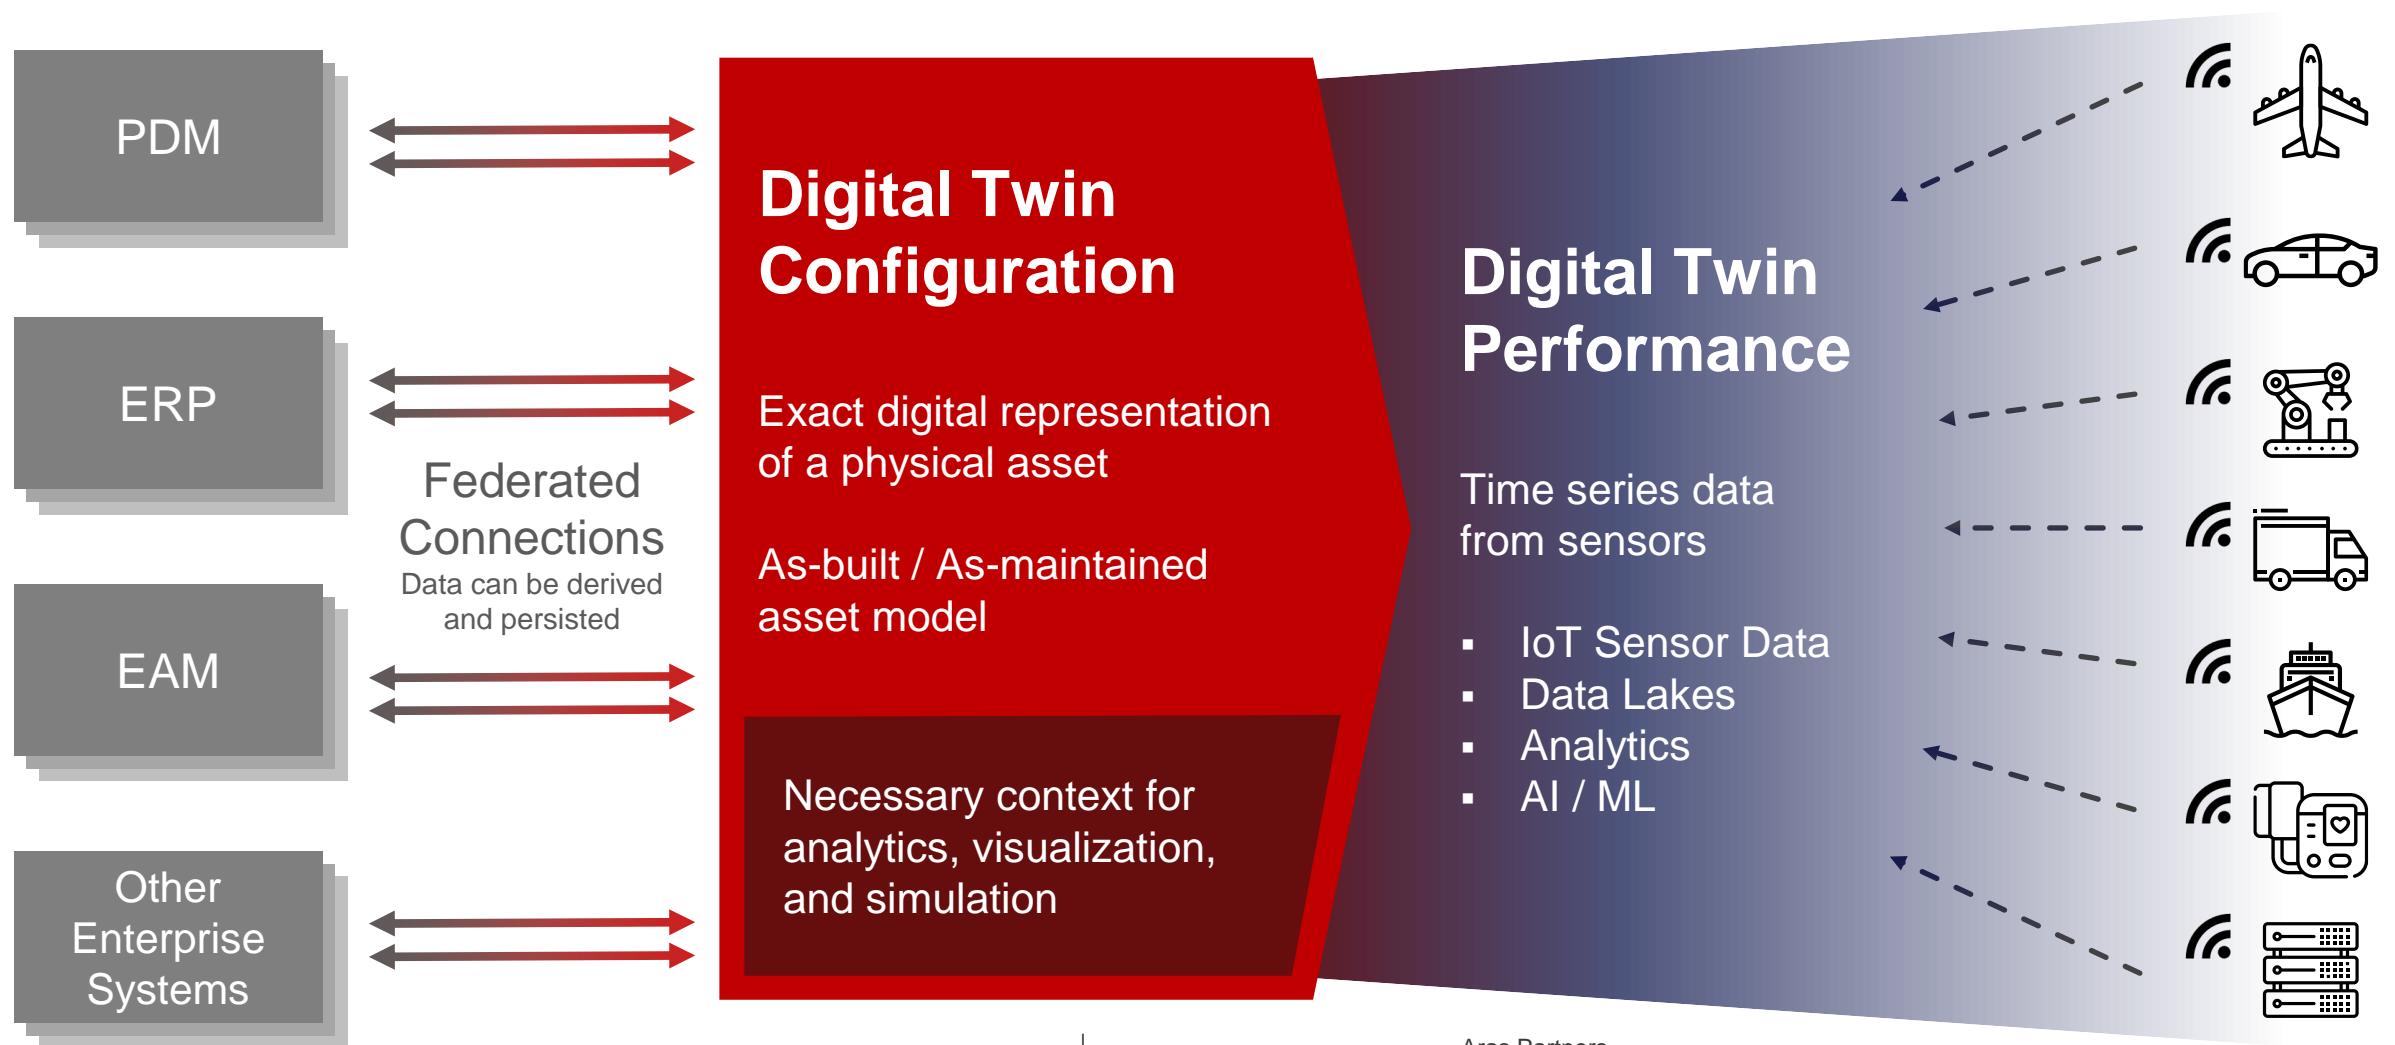 PDM
ERP
EAM
Other
Enterprise
Systems
Federated
Connections
Data can be derived
and persisted
Digital Twin
Configuration
Exact digital representation
of a physical asset
As-built / As-maintained
asset model
Necessary context for
analytics, visualization,
and simulation
Digital Twin
Performance
Time series data
from sensors
▪ IoT Sensor Data
▪ Data Lakes
▪ Analytics
▪ AI / ML
Aras Partners